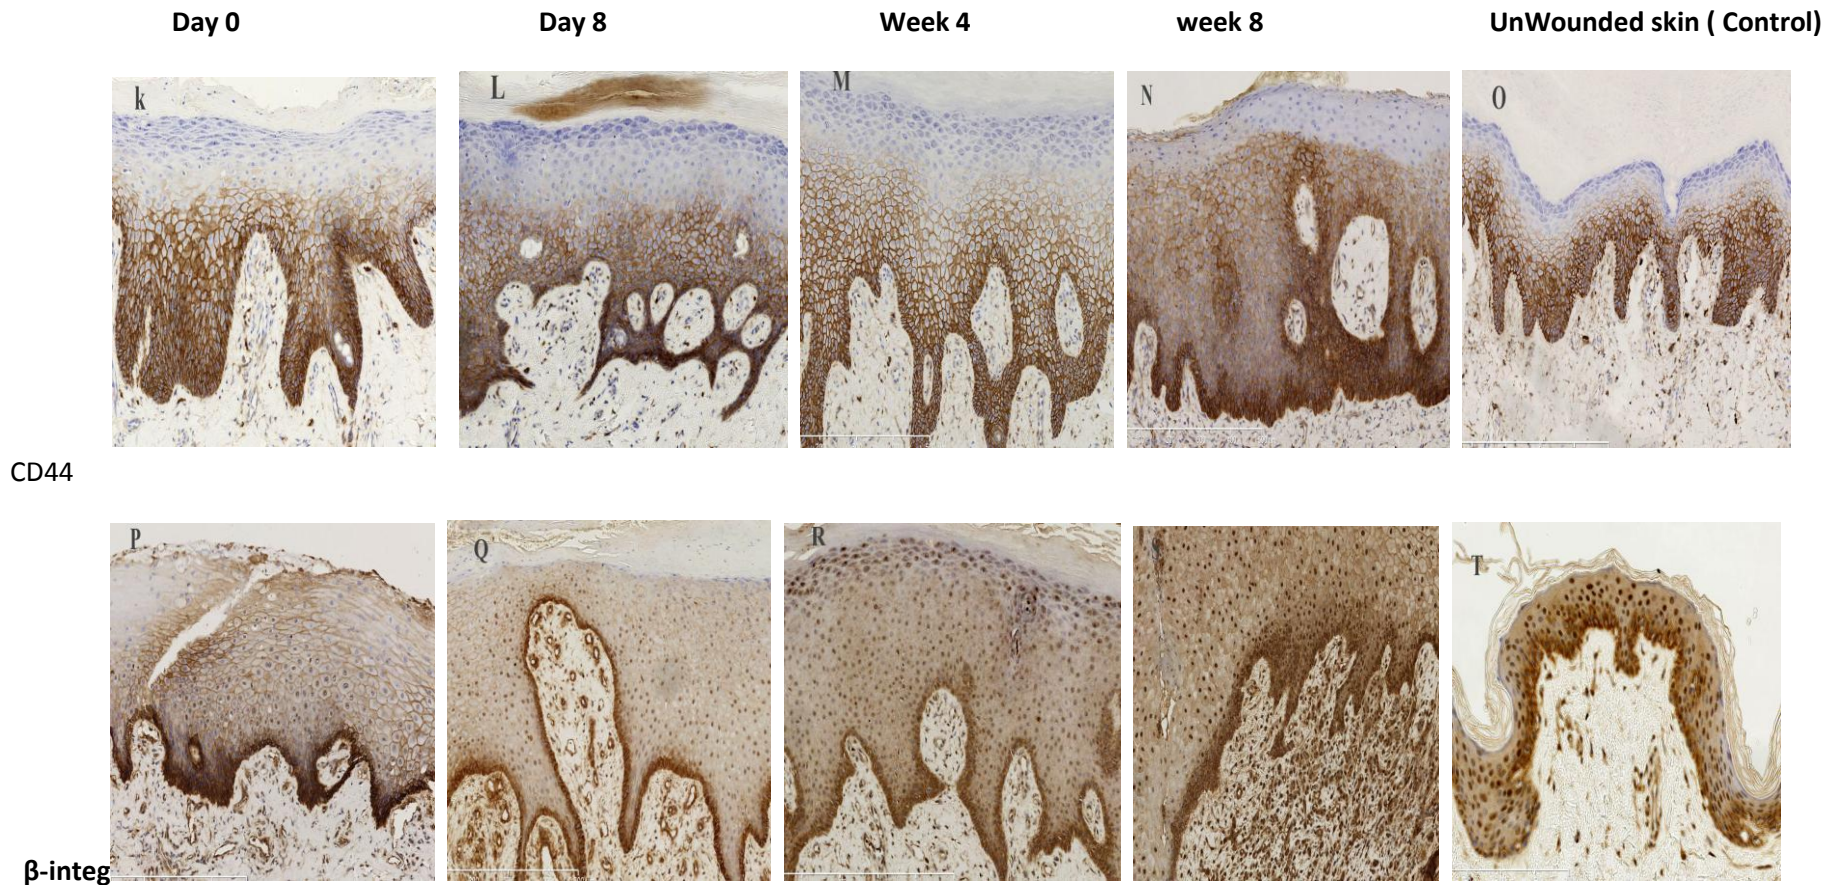 Day 0 Day 8 Week 4 week 8 UnWounded skin ( Control)
k L M N O
CD44
P Q R T
β-integ